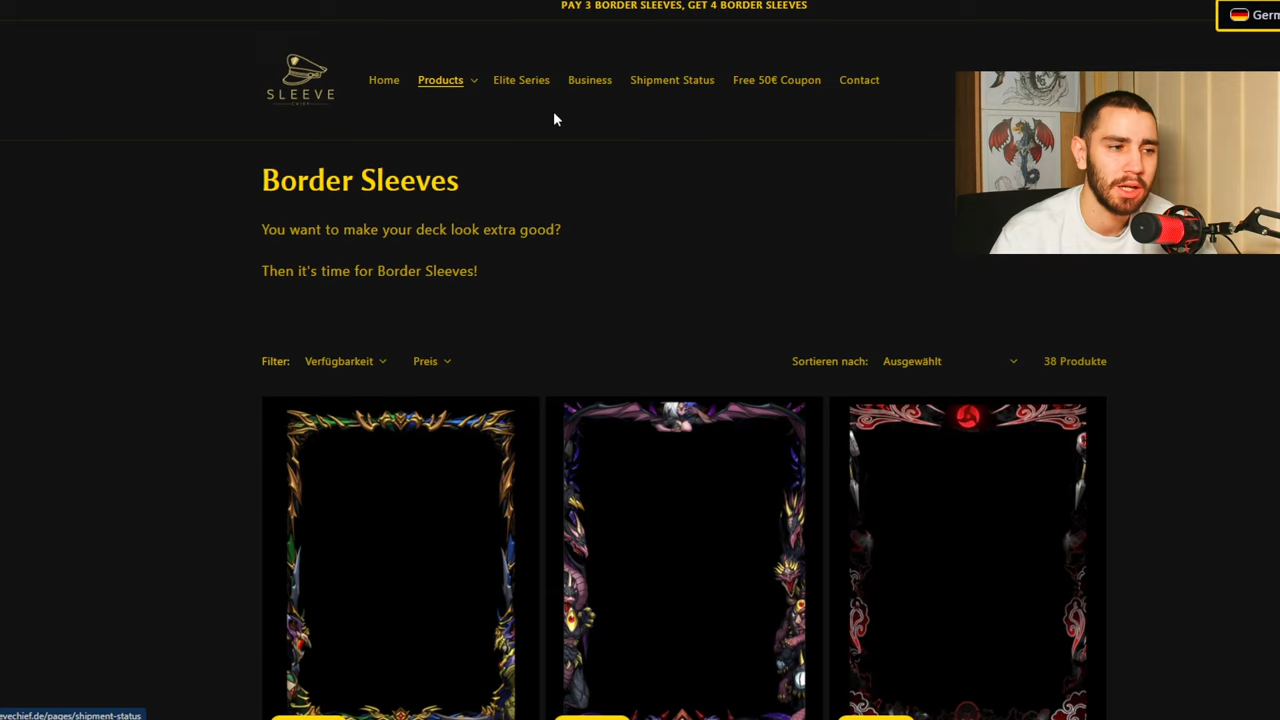 PAY 3 BORDER SLEEVES, GET 4 BORDER SLEEVES
Germ
SLEEVE
CHIEF
Home Products Elite Series Business Shipment Status Free 50€ Coupon Contact
Border Sleeves
You want to make your deck look extra good?
Then it's time for Border Sleeves!
Filter: Verfügbarkeit Preis Sortieren nach: Ausgewählt 38 Produkte
evechief.de/pages/shipment-status